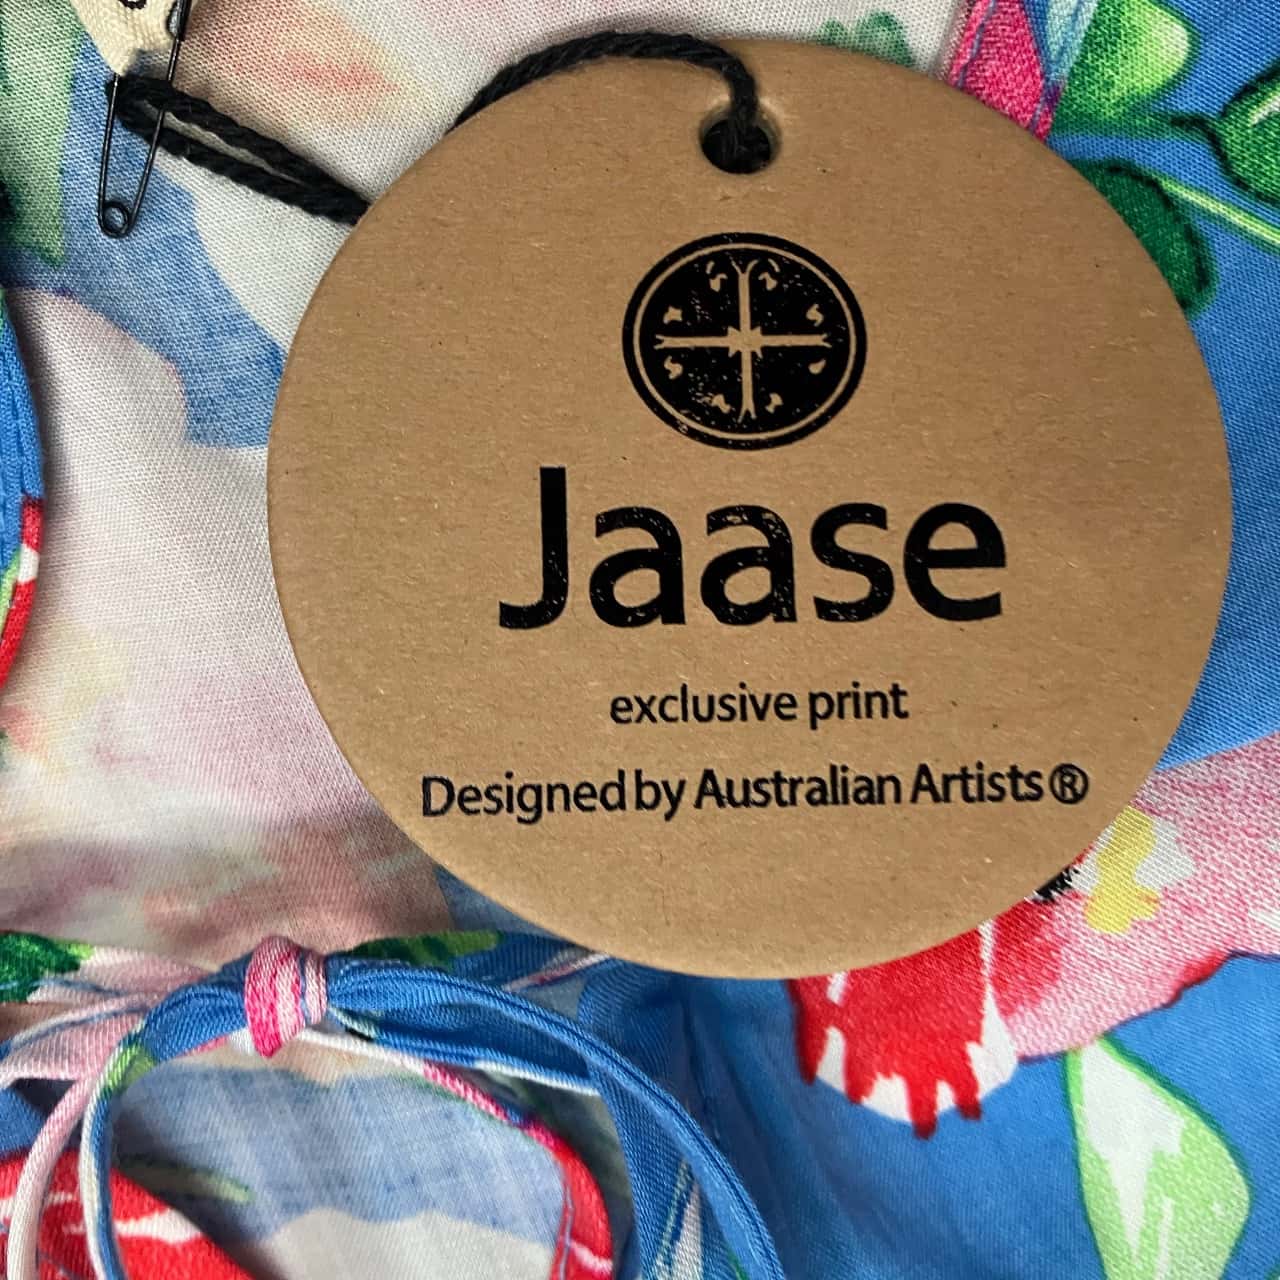 Jaase
exclusive print
Designed by Australian Artists®